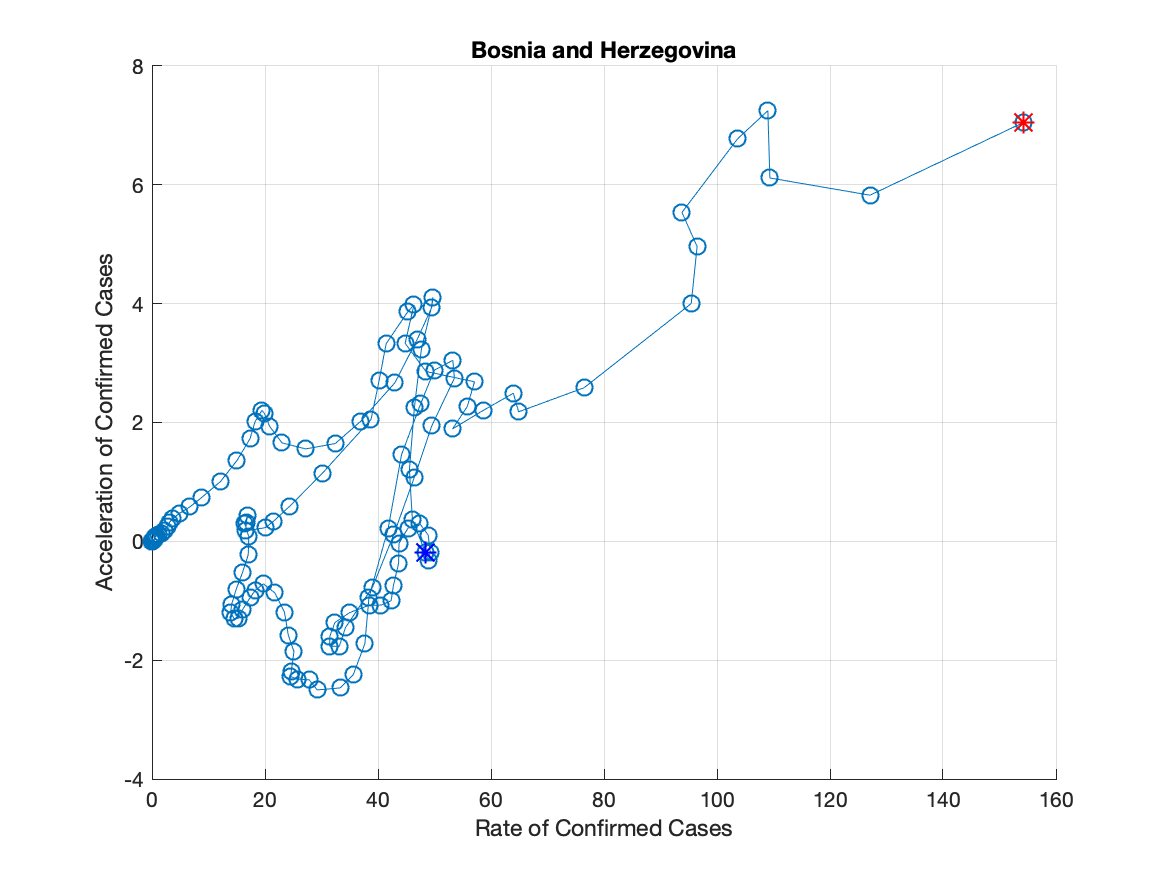 Bosnia and Herzegovina
8
6
4
2
0
-2
-4
Acceleration of Confirmed Cases
0 20 40 60 80 100 120 140 160
Rate of Confirmed Cases